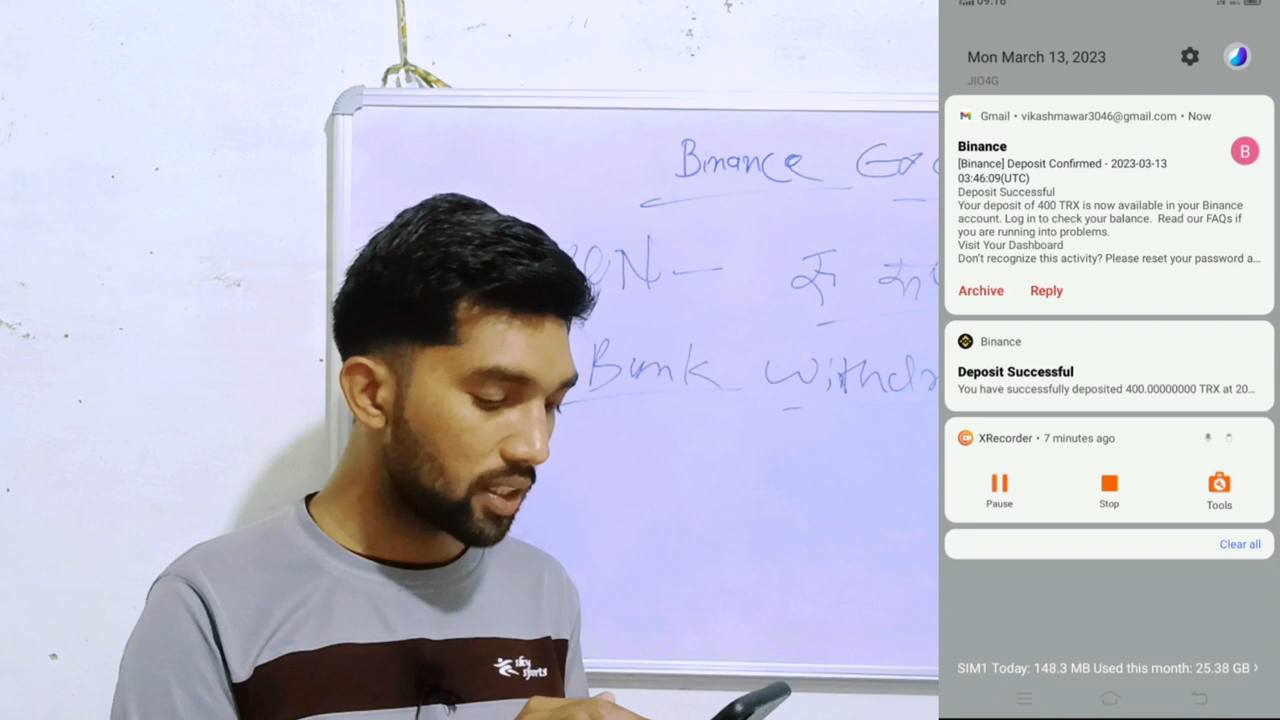 Binance
Bank Withdr
sky
sports
09:16
Mon March 13, 2023
JIO4G
Gmail • vikashmawar3046@gmail.com • Now
Binance
B
[Binance] Deposit Confirmed - 2023-03-13
03:46:09(UTC)
Deposit Successful
Your deposit of 400 TRX is now available in your Binance
account. Log in to check your balance. Read our FAQs if
you are running into problems.
Visit Your Dashboard
Don't recognize this activity? Please reset your password a...
Archive Reply
Binance
Deposit Successful
You have successfully deposited 400.00000000 TRX at 20...
XRecorder • 7 minutes ago
Pause Stop Tools
Clear all
SIM1 Today: 148.3 MB Used this month: 25.38 GB ›